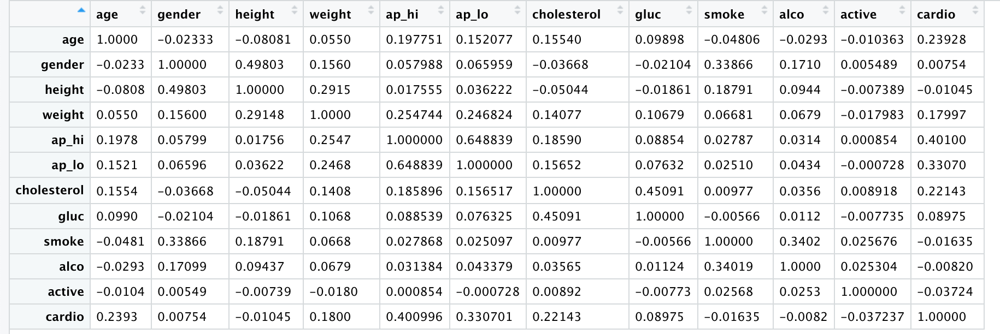 age gender height weight ap_hi ap_lo cholesterol gluc smoke alco active cardio
age 1.0000 −0.02333 −0.08081 0.0550 0.197751 0.152077 0.15540 0.09898 −0.04806 −0.0293 −0.010363 0.23928
gender −0.0233 1.00000 0.49803 0.1560 0.057988 0.065959 −0.03668 −0.02104 0.33866 0.1710 0.005489 0.00754
height −0.0808 0.49803 1.00000 0.2915 0.017555 0.036222 −0.05044 −0.01861 0.18791 0.0944 −0.007389 −0.01045
weight 0.0550 0.15600 0.29148 1.0000 0.254744 0.246824 0.14077 0.10679 0.06681 0.0679 −0.017983 0.17997
ap_hi 0.1978 0.05799 0.01756 0.2547 1.000000 0.648839 0.18590 0.08854 0.02787 0.0314 0.000854 0.40100
ap_lo 0.1521 0.06596 0.03622 0.2468 0.648839 1.000000 0.15652 0.07632 0.02510 0.0434 −0.000728 0.33070
cholesterol 0.1554 −0.03668 −0.05044 0.1408 0.185896 0.156517 1.00000 0.45091 0.00977 0.0356 0.008918 0.22143
gluc 0.0990 −0.02104 −0.01861 0.1068 0.088539 0.076325 0.45091 1.00000 −0.00566 0.0112 −0.007735 0.08975
smoke −0.0481 0.33866 0.18791 0.0668 0.027868 0.025097 0.00977 −0.00566 1.00000 0.3402 0.025676 −0.01635
alco −0.0293 0.17099 0.09437 0.0679 0.031384 0.043379 0.03565 0.01124 0.34019 1.0000 0.025304 −0.00820
active −0.0104 0.00549 −0.00739 −0.0180 0.000854 −0.000728 0.00892 −0.00773 0.02568 0.0253 1.000000 −0.03724
cardio 0.2393 0.00754 −0.01045 0.1800 0.400996 0.330701 0.22143 0.08975 −0.01635 −0.0082 −0.037237 1.00000